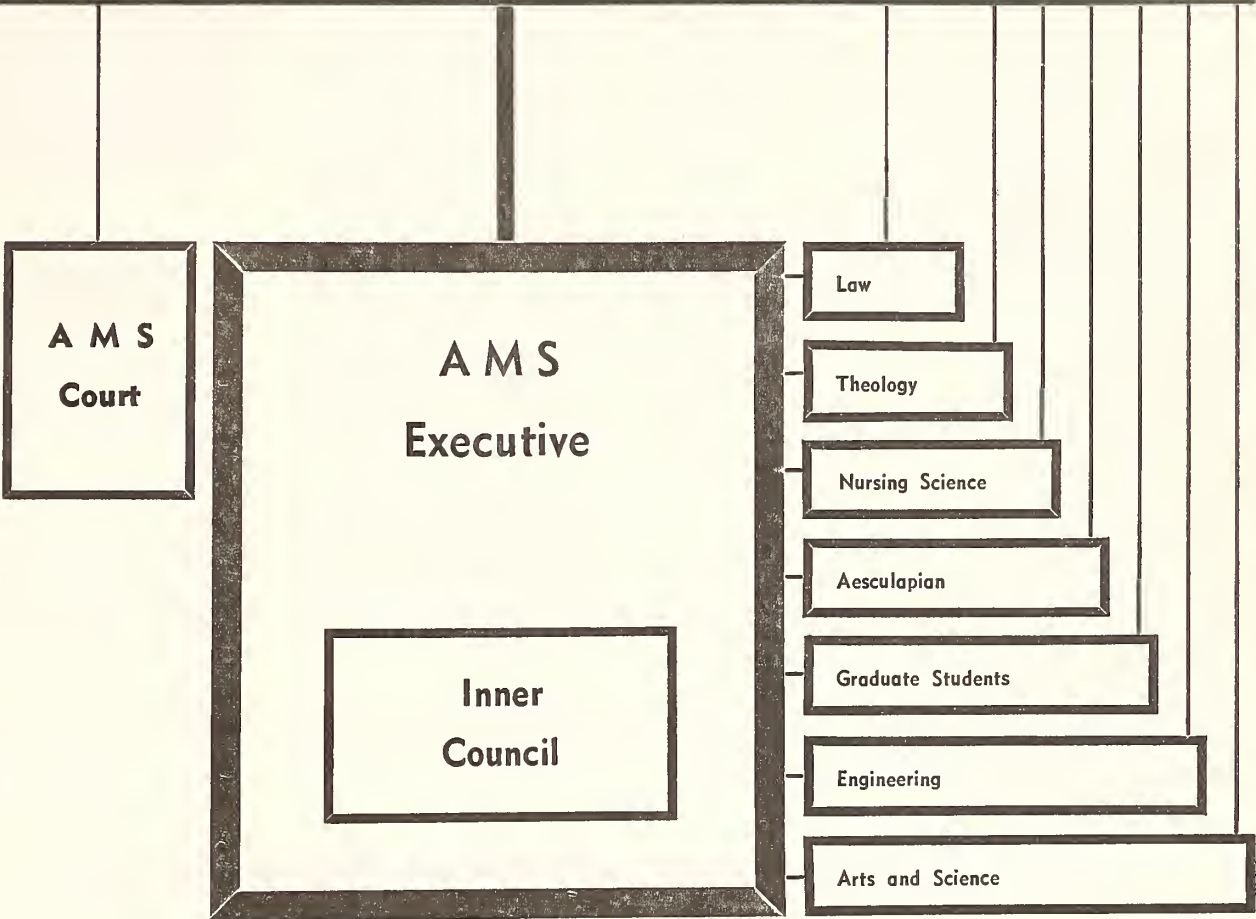 A M S
Court
A M S
Executive
Inner
Council
Law
Theology
Nursing Science
Aesculapian
Graduate Students
Engineering
Arts and Science